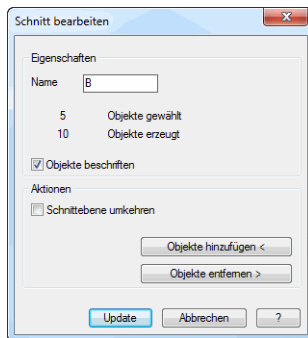 Schnitt bearbeiten
Eigenschaften
Name B
5 Objekte gewählt
10 Objekte erzeugt
Objekte beschriften
Aktionen
Schnittebene umkehren
Objekte hinzufügen <
Objekte entfernen >
Update Abbrechen ?